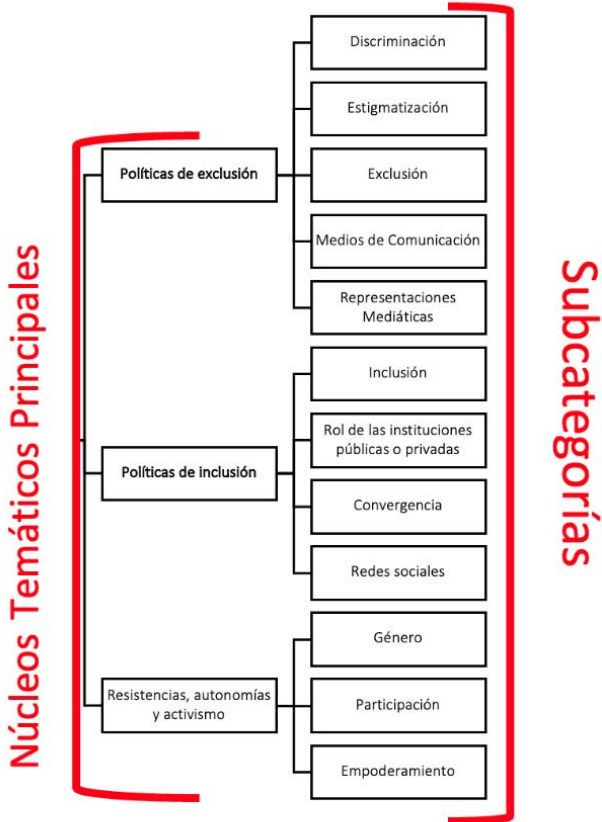 Núcleos Temáticos Principales
Políticas de exclusión
Discriminación
Estigmatización
Exclusión
Medios de Comunicación
Representaciones
Mediáticas
Políticas de inclusión
Inclusión
Rol de las instituciones
públicas o privadas
Convergencia
Redes sociales
Resistencias, autonomías
y activismo
Género
Participación
Empoderamiento
Subcategorías